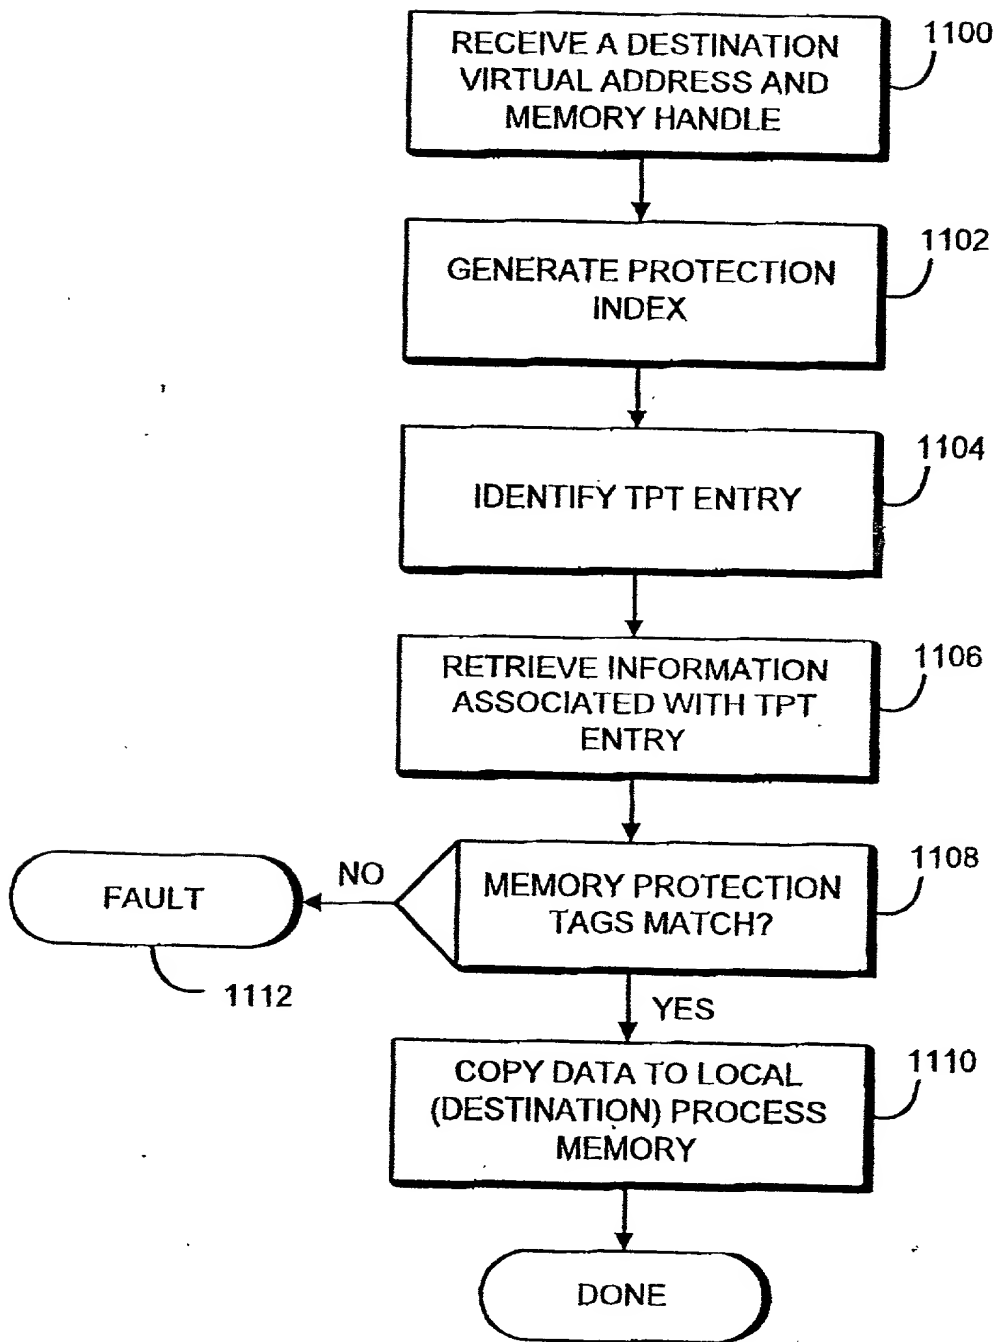 RECEIVE A DESTINATION
VIRTUAL ADDRESS AND
MEMORY HANDLE
1100
GENERATE PROTECTION
INDEX
1102
IDENTIFY TPT ENTRY
1104
RETRIEVE INFORMATION
ASSOCIATED WITH TPT
ENTRY
1106
MEMORY PROTECTION
TAGS MATCH?
1108
NO
FAULT
1112
YES
COPY DATA TO LOCAL
(DESTINATION) PROCESS
MEMORY
1110
DONE